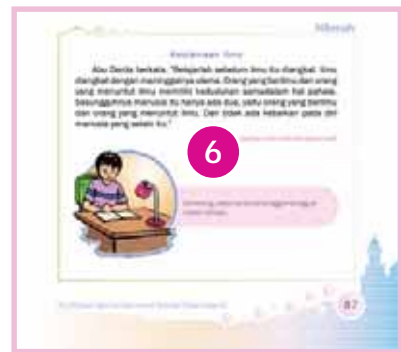 Hikmah
Keutamaan Ilmu
Abu Darda berkata, "Belajarlah sebelum ilmu itu diangkat. Ilmu
diangkat dengan meninggalnya ulama. Orang yang berilmu dan orang
yang menuntut ilmu memiliki kedudukan sama dalam hal pahala.
Sesungguhnya manusia itu hanya ada dua, yaitu orang yang berilmu
dan orang yang menuntut ilmu. Dan tidak ada kebaikan pada diri
manusia yang selain itu."
6
87